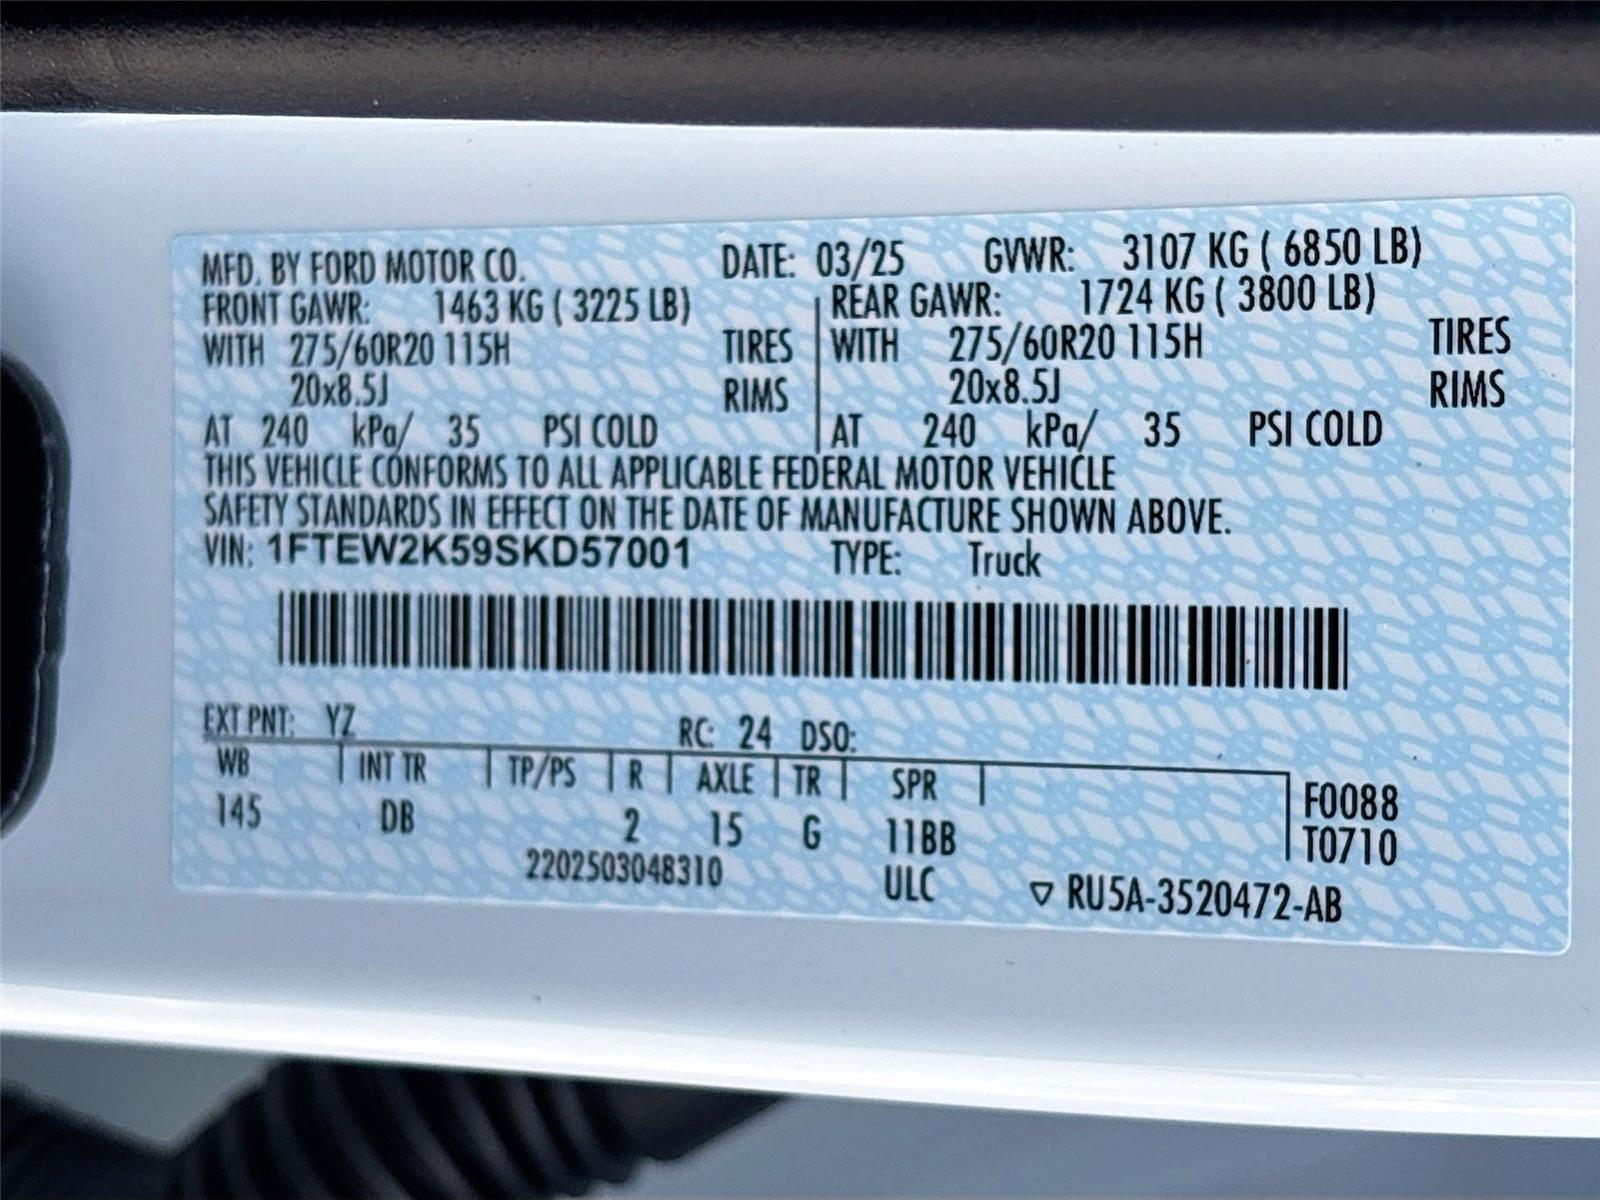 MFD. BY FORD MOTOR CO. DATE: 03/25 GVWR: 3107 KG ( 6850 LB)
FRONT GAWR: 1463 KG ( 3225 LB) REAR GAWR: 1724 KG ( 3800 LB)
WITH 275/60R20 115H TIRES WITH 275/60R20 115H TIRES
20x8.5J RIMS 20x8.5J RIMS
AT 240 kPa/ 35 PSI COLD AT 240 kPa/ 35 PSI COLD
THIS VEHICLE CONFORMS TO ALL APPLICABLE FEDERAL MOTOR VEHICLE
SAFETY STANDARDS IN EFFECT ON THE DATE OF MANUFACTURE SHOWN ABOVE.
VIN: 1FTEW2K59SKD57001 TYPE: Truck
EXT PNT: YZ RC: 24 DSO:
WB INT TR TP/PS R AXLE TR SPR F0088
145 DB 2 15 G 11BB T0710
2202503048310 ULC ▽ RU5A-3520472-AB